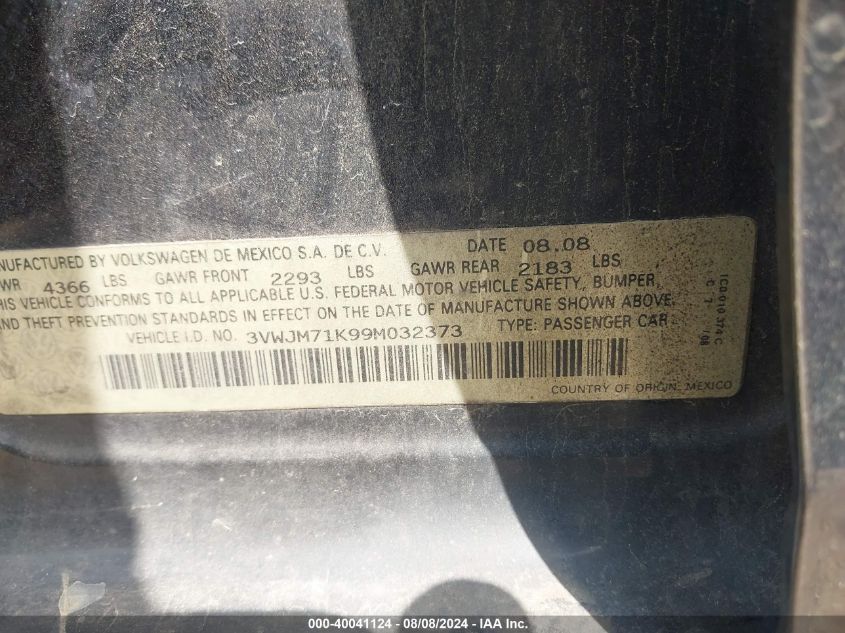 NUFACTURED BY VOLKSWAGEN DE MEXICO S.A. DE C.V. DATE 08.08
WR 4366 LBS GAWR FRONT 2293 LBS GAWR REAR 2183 LBS
HIS VEHICLE CONFORMS TO ALL APPLICABLE U.S. FEDERAL MOTOR VEHICLE SAFETY, BUMPER,
AND THEFT PREVENTION STANDARDS IN EFFECT ON THE DATE OF MANUFACTURE SHOWN ABOVE.
VEHICLE I.D. NO. 3VWJM71K99M032373 TYPE: PASSENGER CAR
COUNTRY OF ORIGIN: MEXICO
1C0 010 374 C
000-40041124 - 08/08/2024 - IAA Inc.